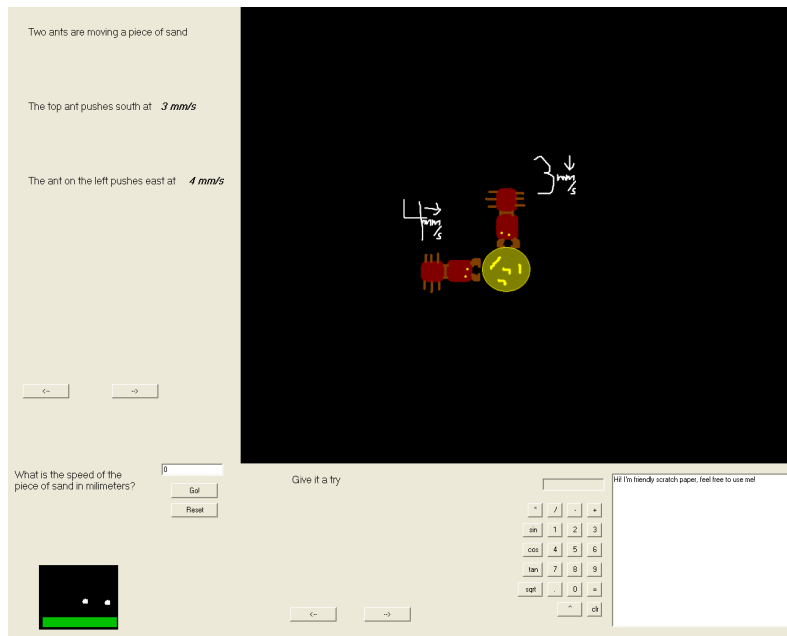 Two ants are moving a piece of sand
The top ant pushes south at 3 mm/s
The ant on the left pushes east at 4 mm/s
3 mm/s
4 mm/s
<-- -->
What is the speed of the
piece of sand in milimeters?
0
Go!
Reset
Give it a try
<-- -->
* / - +
sin 1 2 3
cos 4 5 6
tan 7 8 9
sqrt . 0 =
^ clr
Hi! I'm friendly scratch paper, feel free to use me!